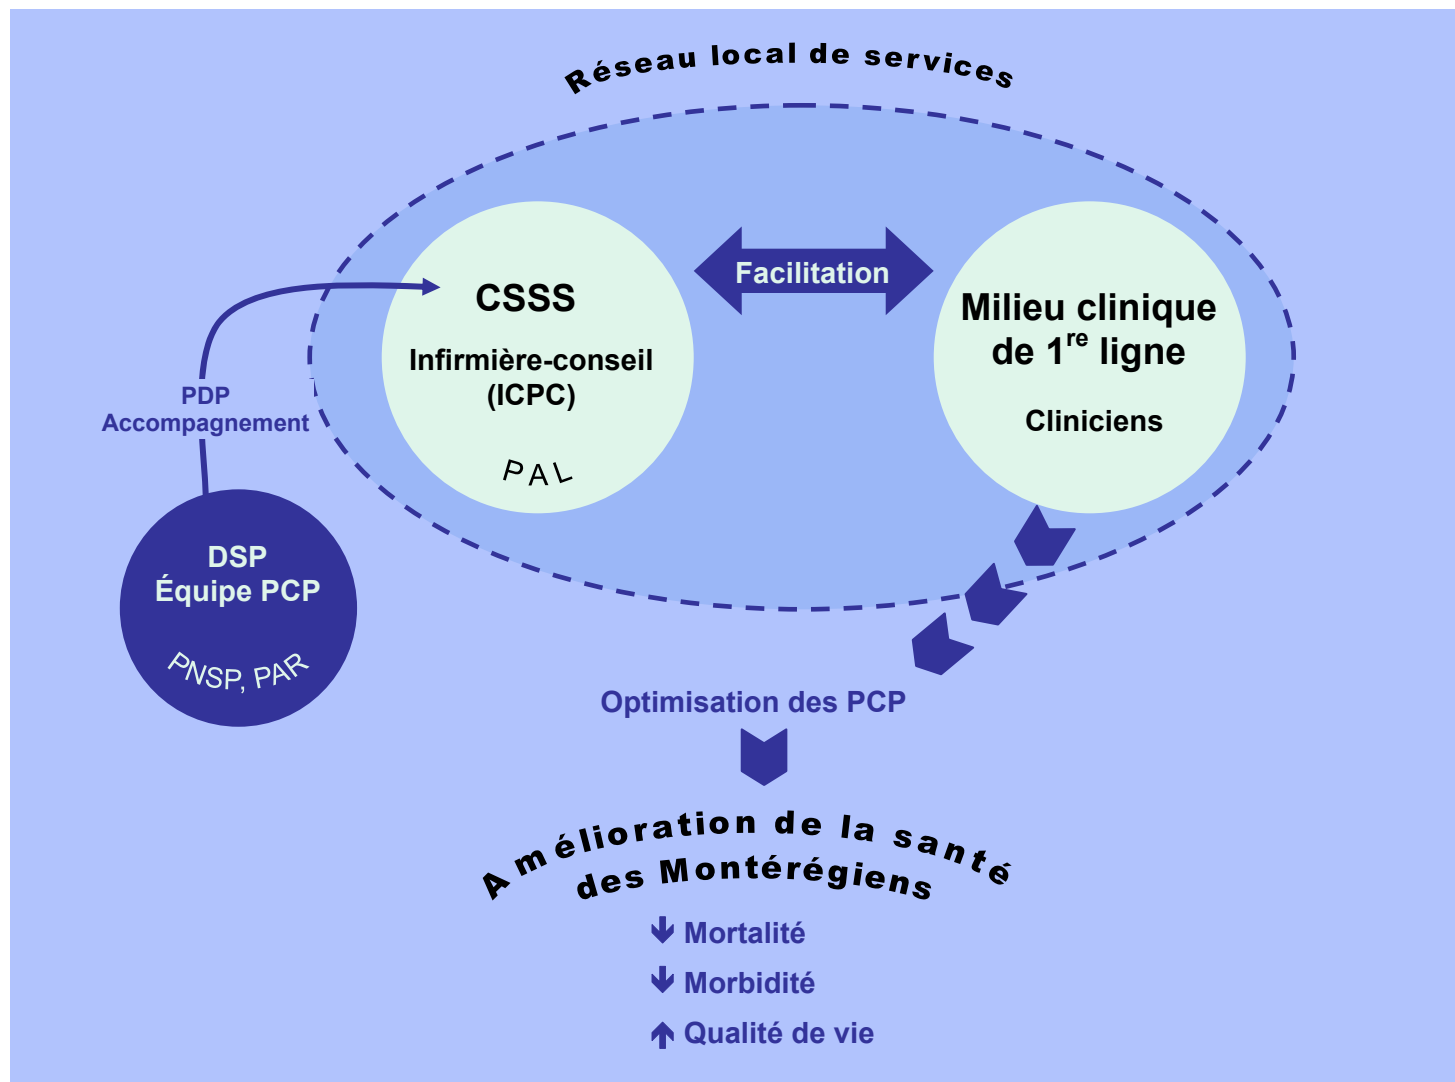 Réseau local de services
CSSS
Infirmière-conseil
(ICPC)
PAL
Facilitation
Milieu clinique
de 1re ligne
Cliniciens
PDP
Accompagnement
DSP
Équipe PCP
PNSP, PAR
Optimisation des PCP
Amélioration de la santé
des Montérégiens
Mortalité
Morbidité
Qualité de vie